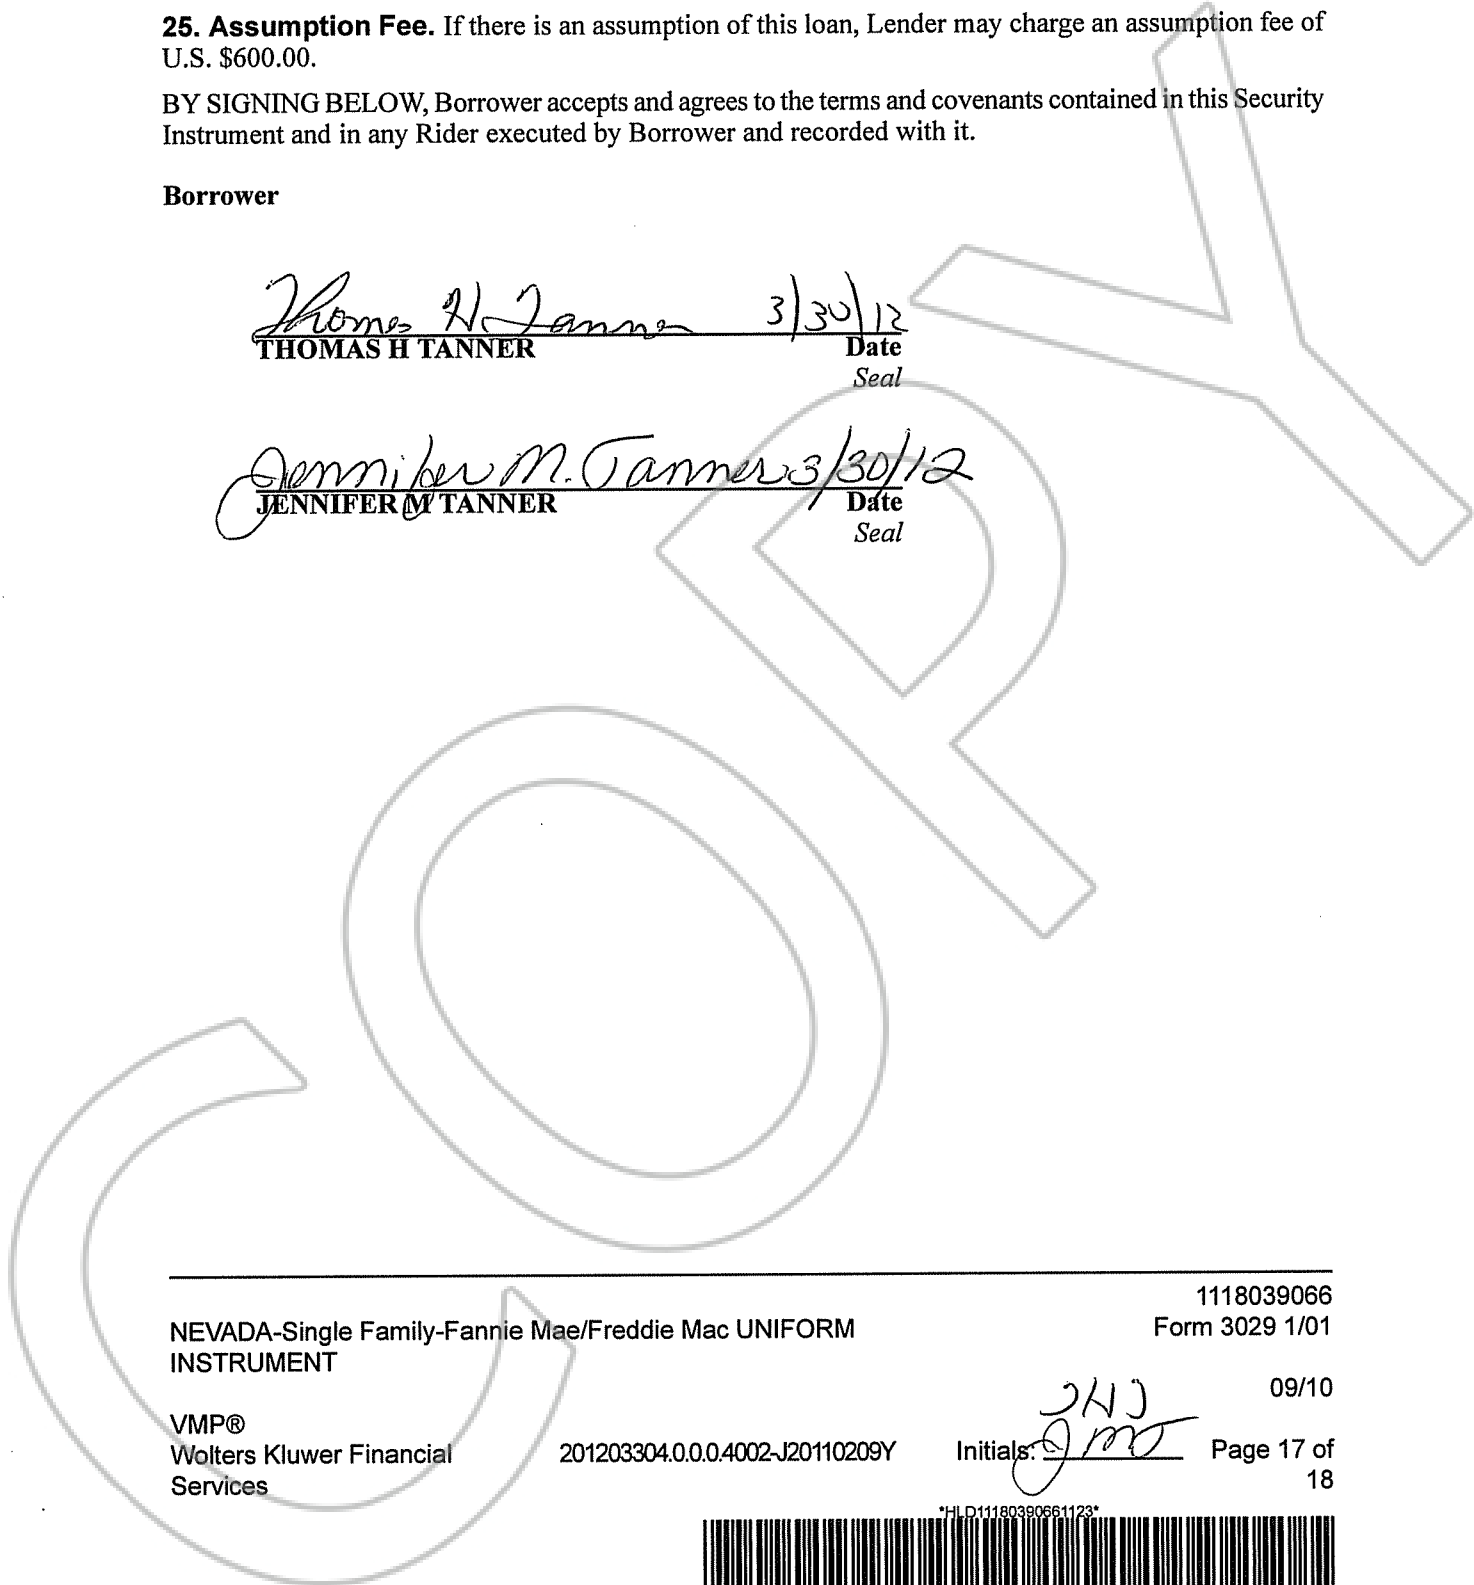 25. Assumption Fee. If there is an assumption of this loan, Lender may charge an assumption fee of
U.S. $600.00.
BY SIGNING BELOW, Borrower accepts and agrees to the terms and covenants contained in this Security
Instrument and in any Rider executed by Borrower and recorded with it.
Borrower
Thomas H Tanner 3/30/12
THOMAS H TANNER Date
Seal
Jennifer M. Tanner 3/30/12
JENNIFER M TANNER Date
Seal
COPY
1118039066
NEVADA-Single Family-Fannie Mae/Freddie Mac UNIFORM Form 3029 1/01
INSTRUMENT
09/10
THT
VMP®
Wolters Kluwer Financial 201203304.0.0.0.4002-J20110209Y Initials: JMT Page 17 of
Services 18
*HLD11180390661123*